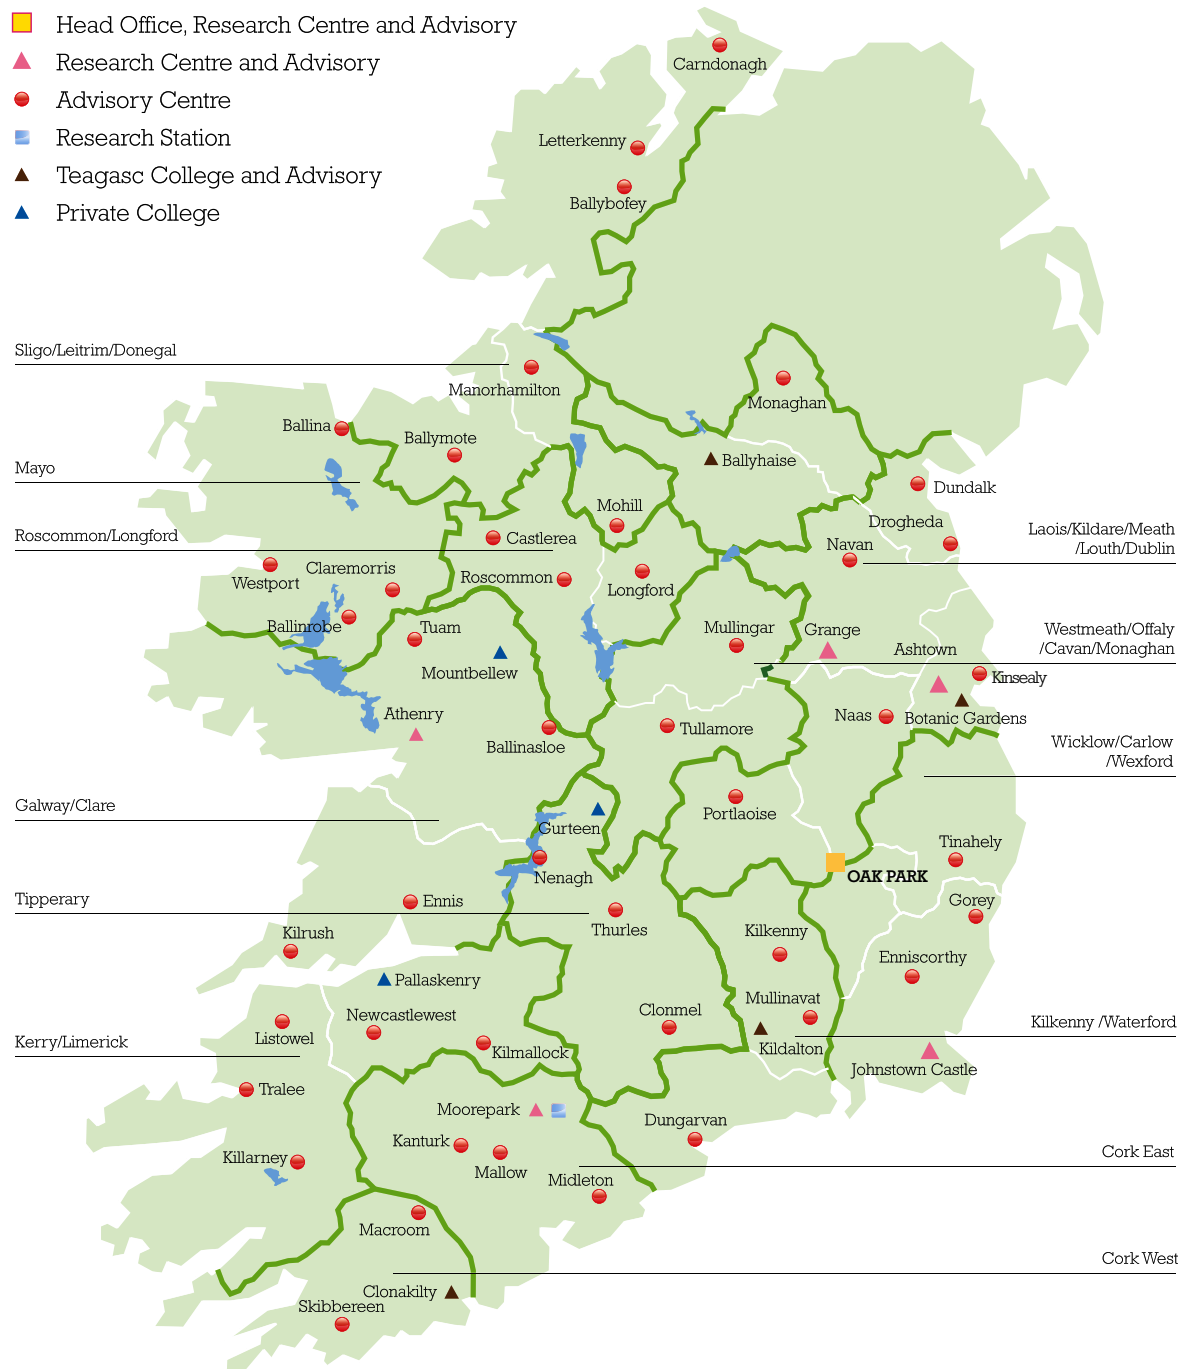 Head Office, Research Centre and Advisory
Research Centre and Advisory
Advisory Centre
Research Station
Teagasc College and Advisory
Private College
Carndonagh
Letterkenny
Ballybofey
Sligo/Leitrim/Donegal
Manorhamilton
Monaghan
Ballina
Ballymote
Ballyhaise
Mayo
Dundalk
Mohill
Drogheda
Roscommon/Longford
Castlerea
Navan
Laois/Kildare/Meath
/Louth/Dublin
Westport
Claremorris
Roscommon
Longford
Ballinrobe
Tuam
Mullingar
Grange
Ashtown
Westmeath/Offaly
/Cavan/Monaghan
Mountbellew
Kinsealy
Athenry
Naas
Botanic Gardens
Ballinasloe
Tullamore
Wicklow/Carlow
/Wexford
Galway/Clare
Gurteen
Portlaoise
Tinahely
Nenagh
OAK PARK
Tipperary
Ennis
Gorey
Thurles
Kilrush
Kilkenny
Enniscorthy
Pallaskenry
Mullinavat
Listowel
Newcastlewest
Clonmel
Kilkenny /Waterford
Kerry/Limerick
Kilmallock
Kildalton
Johnstown Castle
Tralee
Moorepark
Dungarvan
Kanturk
Killarney
Mallow
Midleton
Cork East
Macroom
Cork West
Clonakilty
Skibbereen